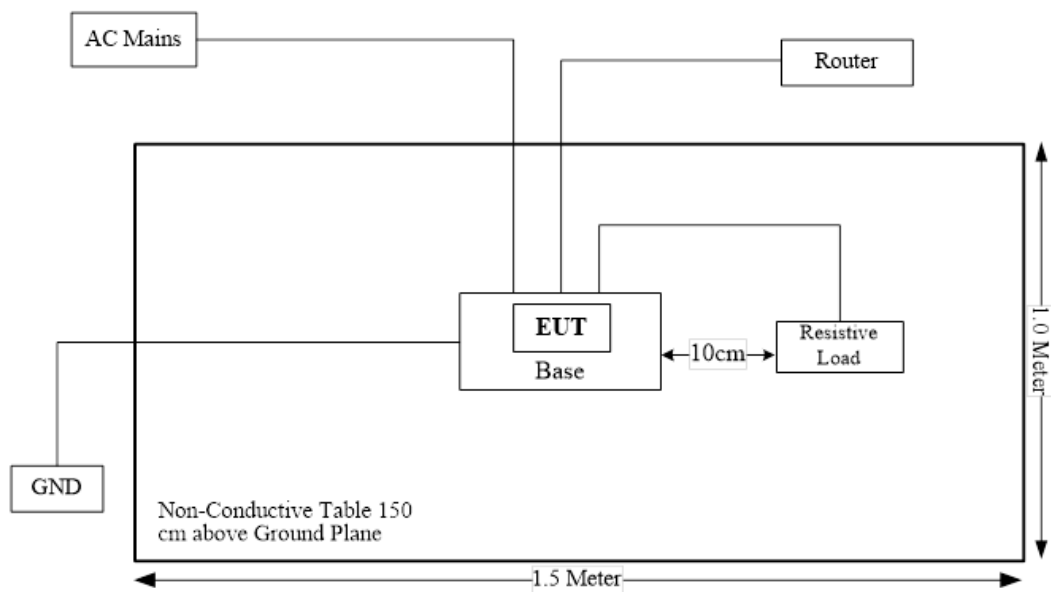 AC Mains
Router
EUT
Base
10cm
Resistive
Load
1.0 Meter
GND
Non-Conductive Table 150
cm above Ground Plane
1.5 Meter